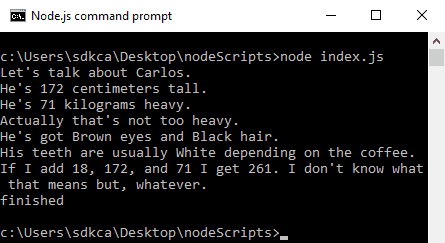 Node.js command prompt
c:\Users\sdkca\Desktop\nodeScripts>node index.js
Let's talk about Carlos.
He's 172 centimeters tall.
He's 71 kilograms heavy.
Actually that's not too heavy.
He's got Brown eyes and Black hair.
His teeth are usually White depending on the coffee.
If I add 18, 172, and 71 I get 261. I don't know what
 that means but, whatever.
finished
c:\Users\sdkca\Desktop\nodeScripts>_